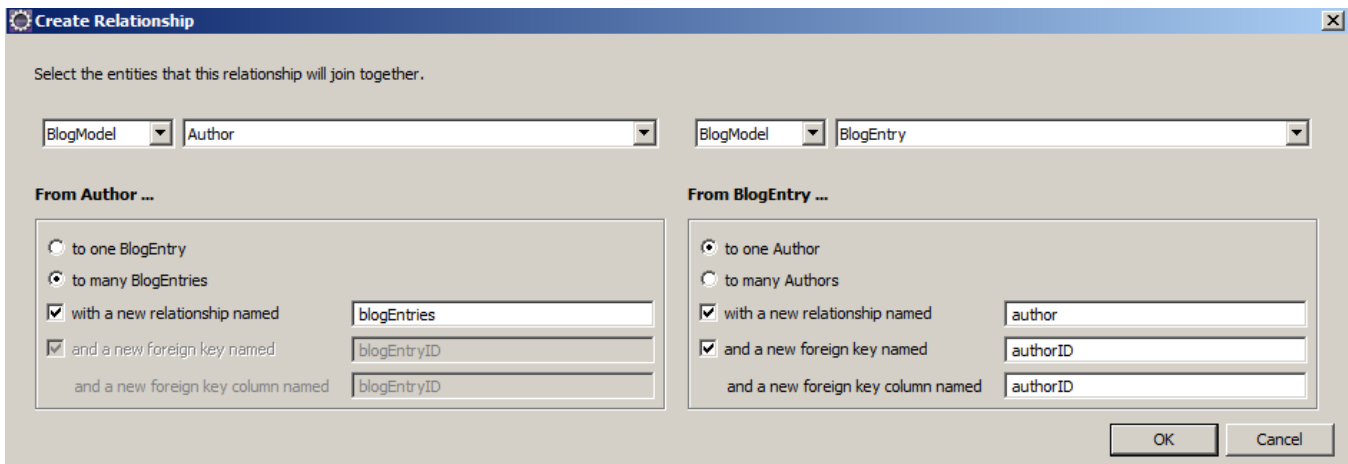 Create Relationship
Select the entities that this relationship will join together.
BlogModel Author BlogModel BlogEntry
From Author ...
to one BlogEntry
to many BlogEntries
with a new relationship named blogEntries
and a new foreign key named blogEntryID
and a new foreign key column named blogEntryID
From BlogEntry ...
to one Author
to many Authors
with a new relationship named author
and a new foreign key named authorID
and a new foreign key column named authorID
OK Cancel